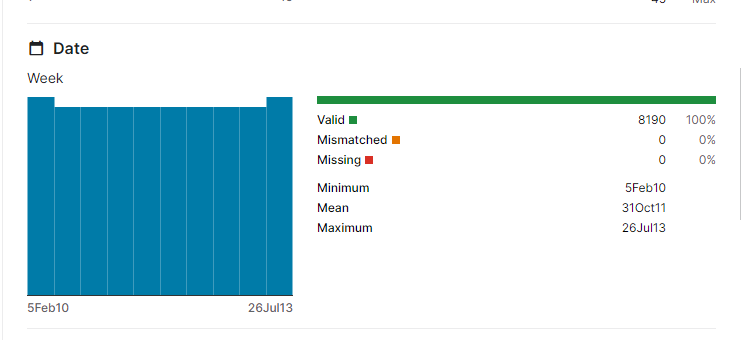 Date
Week
Valid 8190 100%
Mismatched 0 0%
Missing 0 0%
Minimum 5Feb10
Mean 31Oct11
Maximum 26Jul13
5Feb10 26Jul13